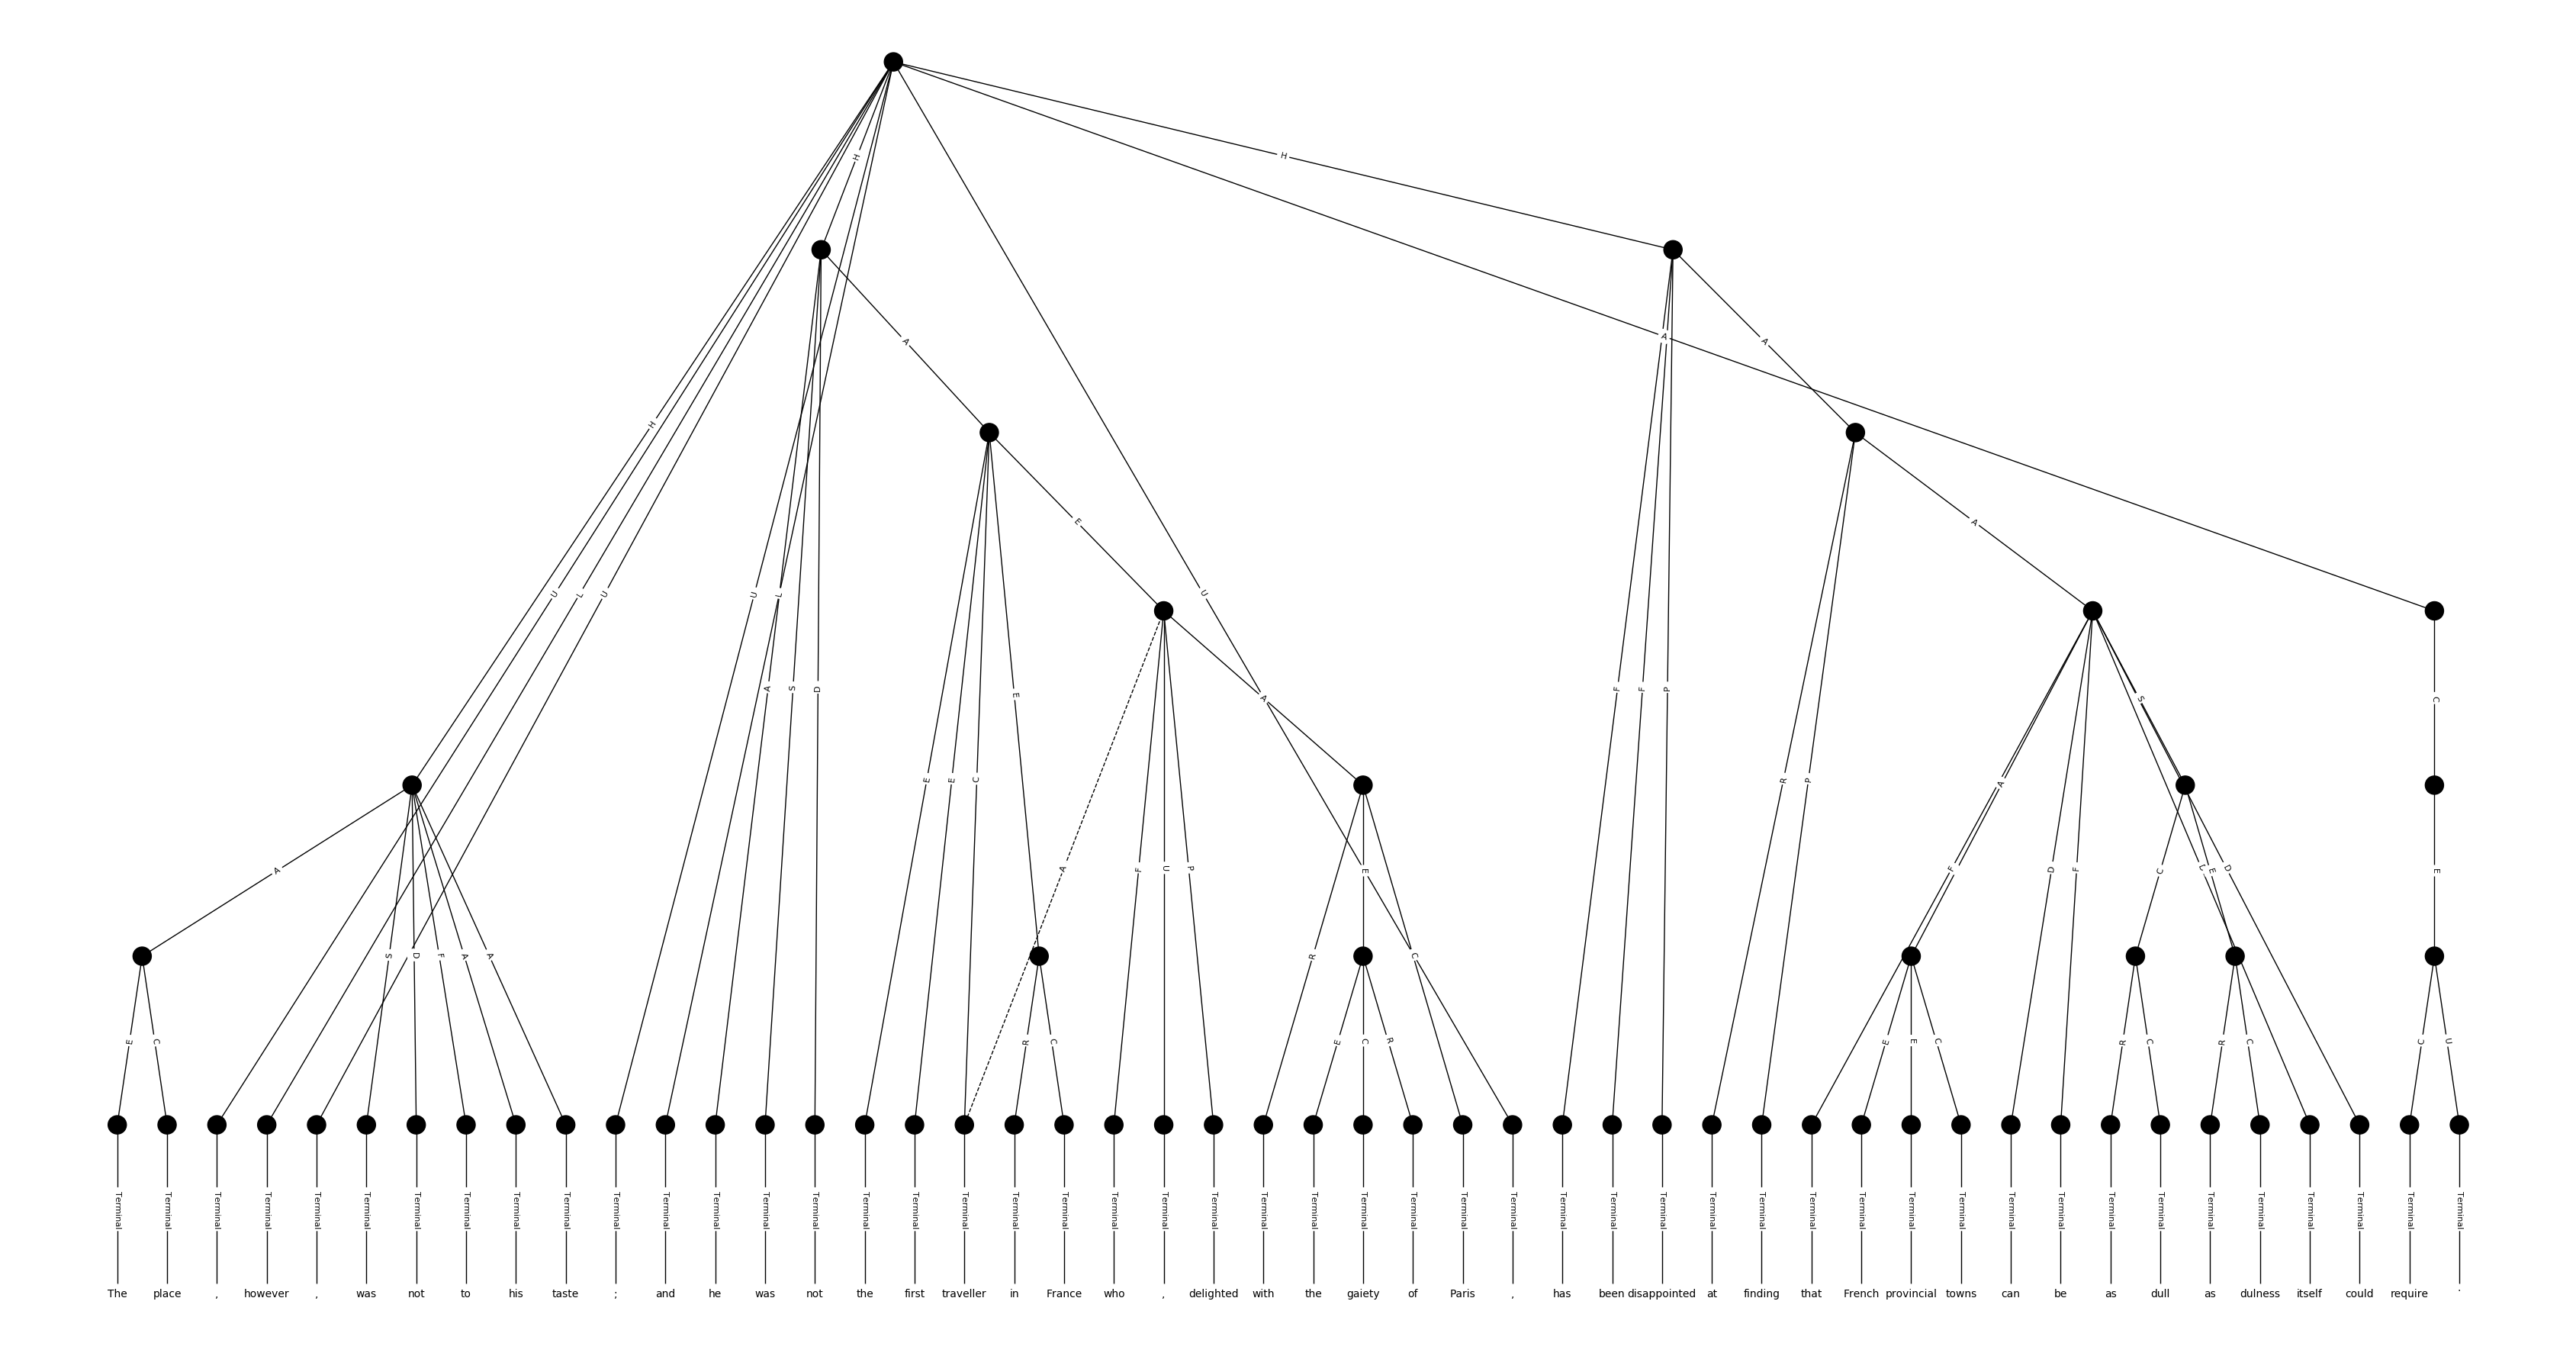 H
H
A
A
A
H
E
A
U
L
U
U
L
U
A
S
D
E
A
F
F
P
S
C
E
E
C
R
P
A
A
A
F
U
P
E
F
D
F
C
L
E
D
E
S
D
F
A
A
R
C
E
C
R
C
E
C
R
E
E
C
R
C
R
C
C
U
Terminal Terminal Terminal Terminal Terminal Terminal Terminal Terminal Terminal Terminal Terminal Terminal Terminal Terminal Terminal Terminal Terminal Terminal Terminal Terminal Terminal Terminal Terminal Terminal Terminal Terminal Terminal Terminal Terminal Terminal Terminal Terminal Terminal Terminal Terminal Terminal Terminal Terminal Terminal Terminal Terminal Terminal Terminal Terminal Terminal Terminal Terminal Terminal
The place , however , was not to his taste ; and he was not the first traveller in France who , delighted with the gaiety of Paris , has been disappointed at finding that French provincial towns can be as dull as dulness itself could require .